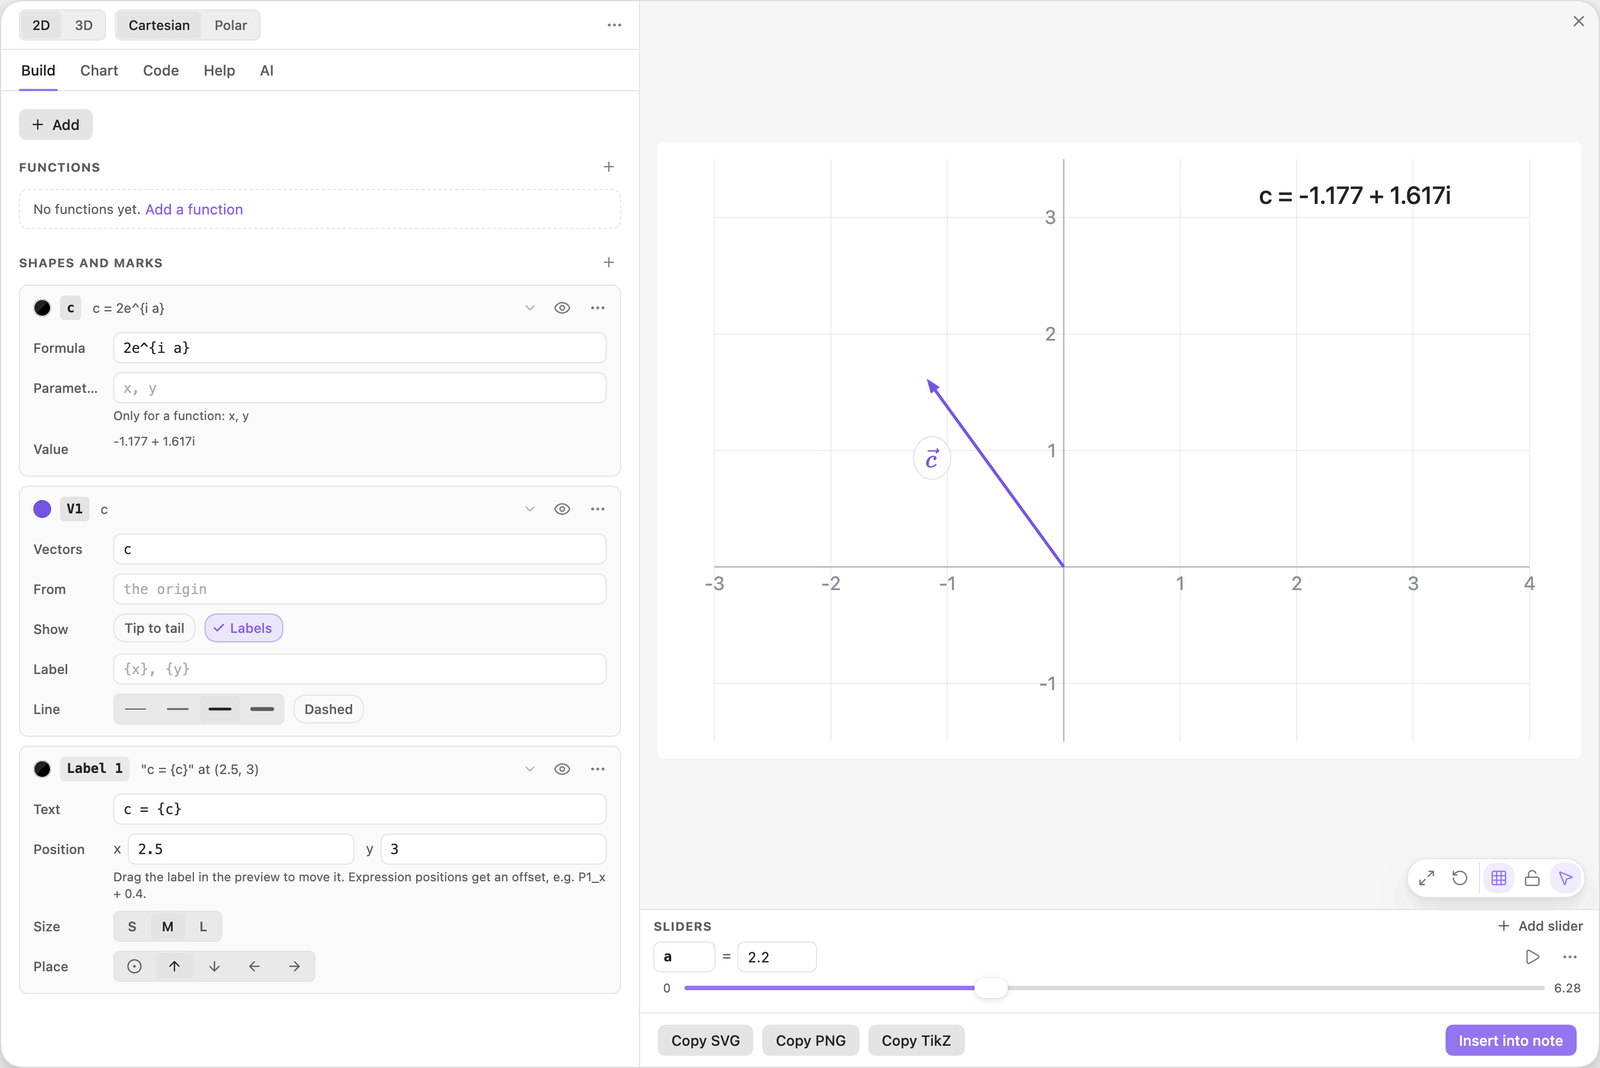 2D 3D Cartesian Polar
Build Chart Code Help AI
+ Add
FUNCTIONS
No functions yet. Add a function
SHAPES AND MARKS
c c = 2e^{i a}
Formula 2e^{i a}
Paramet... x, y
Only for a function: x, y
Value -1.177 + 1.617i
V1 c
Vectors c
From the origin
Show Tip to tail Labels
Label {x}, {y}
Line Dashed
Label 1 "c = {c}" at (2.5, 3)
Text c = {c}
Position x 2.5 y 3
Drag the label in the preview to move it. Expression positions get an offset, e.g. P1_x
+ 0.4.
Size S M L
Place
c = -1.177 + 1.617i
3
2
1
c⃗
-3 -2 -1 1 2 3 4
-1
SLIDERS + Add slider
a = 2.2
0 6.28
Copy SVG Copy PNG Copy TikZ Insert into note